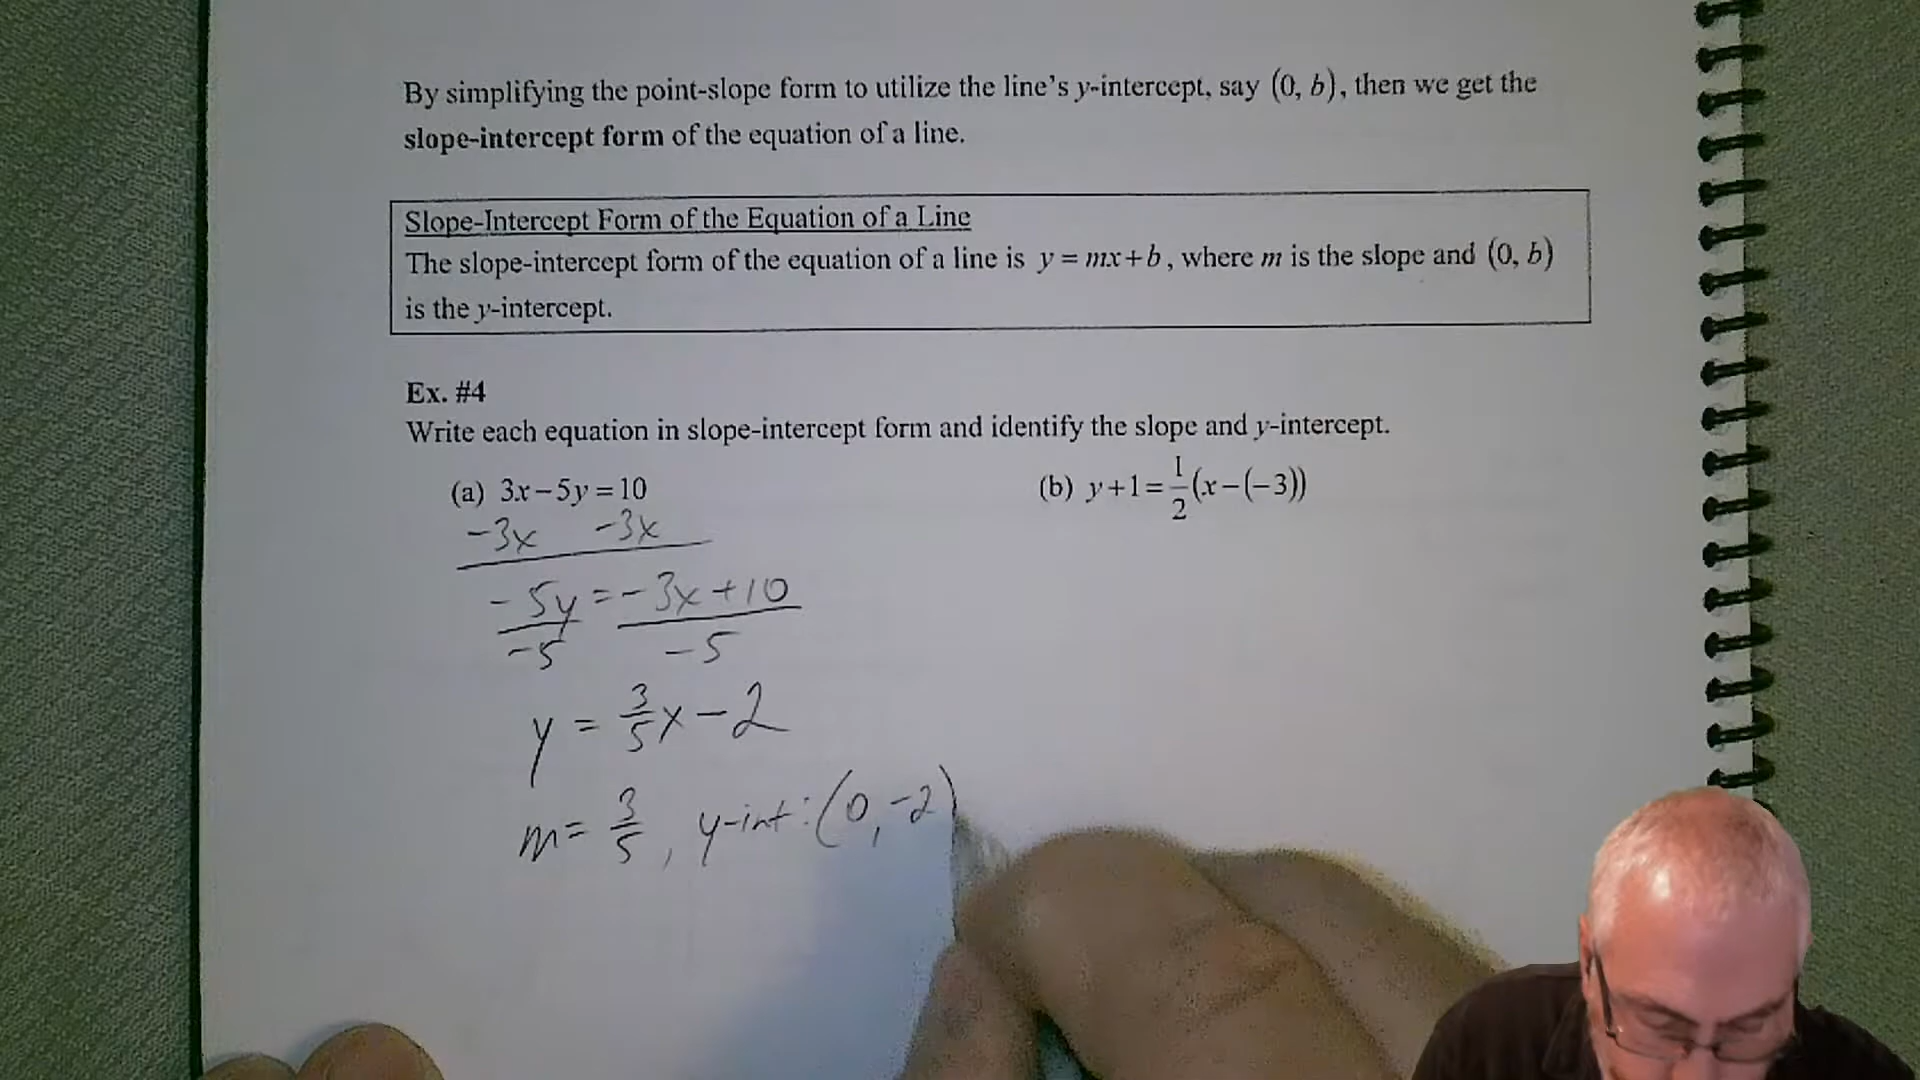 By simplifying the point-slope form to utilize the line's y-intercept, say (0, b), then we get the
slope-intercept form of the equation of a line.
Slope-Intercept Form of the Equation of a Line
The slope-intercept form of the equation of a line is y = mx + b, where m is the slope and (0, b)
is the y-intercept.
Ex. #4
Write each equation in slope-intercept form and identify the slope and y-intercept.
(a) 3x − 5y = 10
-3x -3x
-5y = -3x + 10
-5 -5
y = 3/5 x - 2
m = 3/5, y-int: (0, -2)
(b) y + 1 = 1/2 (x − (−3))